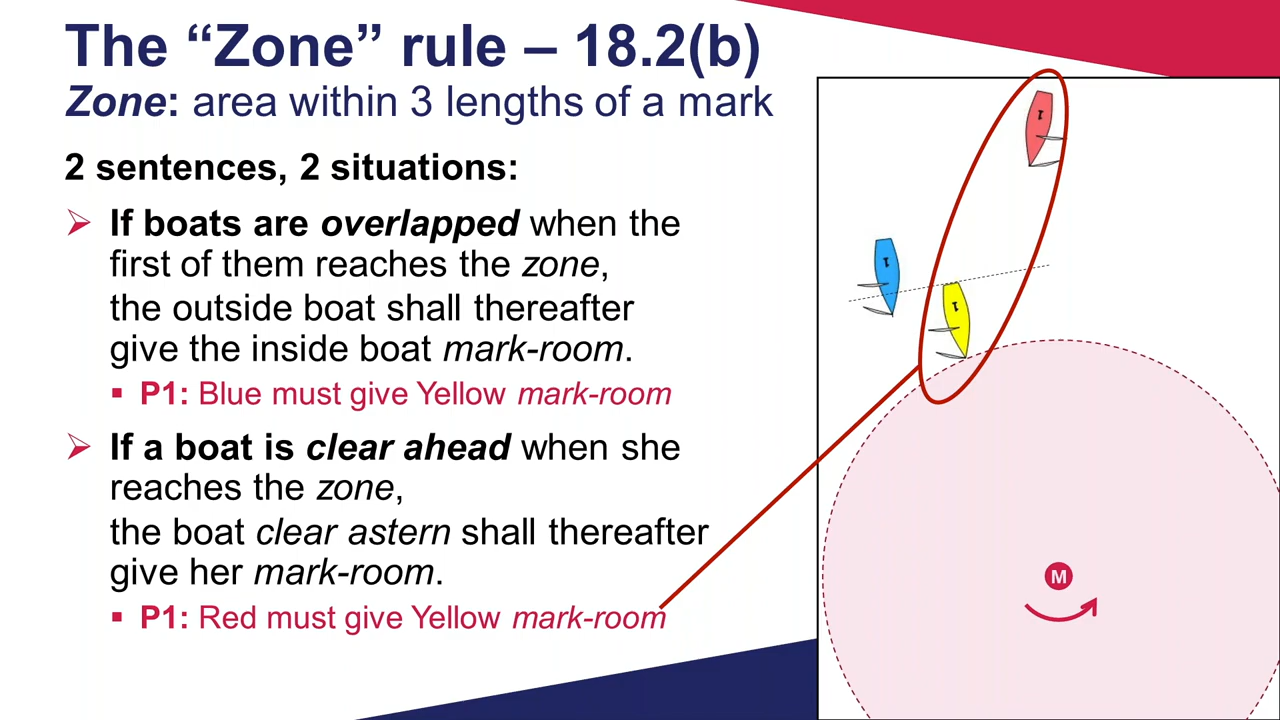 The “Zone” rule – 18.2(b)
Zone: area within 3 lengths of a mark
2 sentences, 2 situations:
➢ If boats are overlapped when the
first of them reaches the zone,
the outside boat shall thereafter
give the inside boat mark-room.
▪ P1: Blue must give Yellow mark-room
➢ If a boat is clear ahead when she
reaches the zone,
the boat clear astern shall thereafter
give her mark-room.
▪ P1: Red must give Yellow mark-room
1
1
1
M